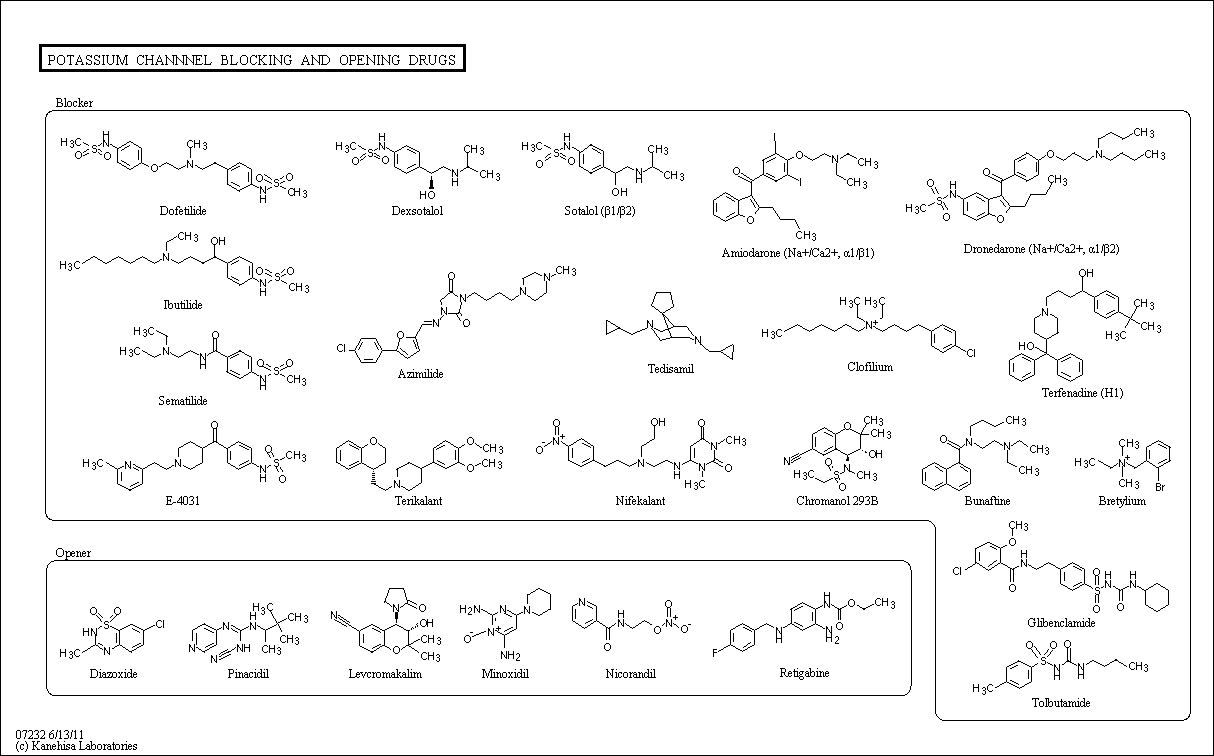 POTASSIUM CHANNNEL BLOCKING AND OPENING DRUGS
Blocker
Dofetilide
Dexsotalol
Sotalol (β1/β2)
Amiodarone (Na+/Ca2+, α1/β1)
Dronedarone (Na+/Ca2+, α1/β2)
Ibutilide
Azimilide
Tedisamil
Clofilium
Terfenadine (H1)
Sematilide
E-4031
Terikalant
Nifekalant
Chromanol 293B
Bunaftine
Bretylium
Glibenclamide
Tolbutamide
Opener
Diazoxide
Pinacidil
Levcromakalim
Minoxidil
Nicorandil
Retigabine
07232 6/13/11
(c) Kanehisa Laboratories